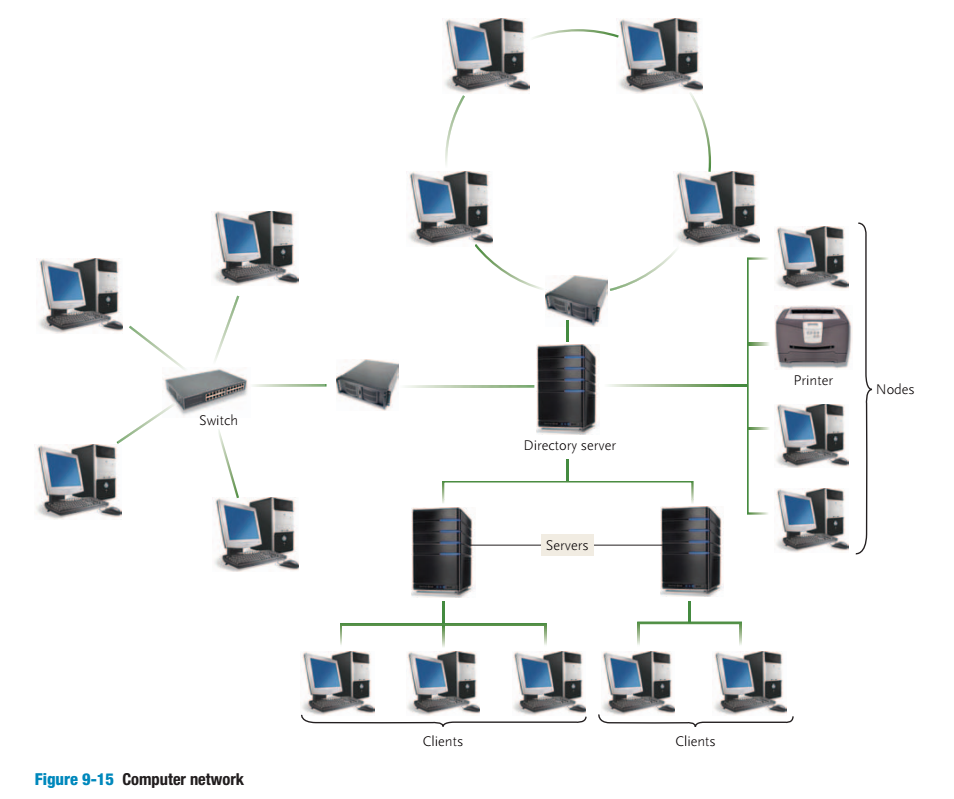 Printer
Nodes
Switch
Directory server
Servers
Clients
Clients
Figure 9-15 Computer network